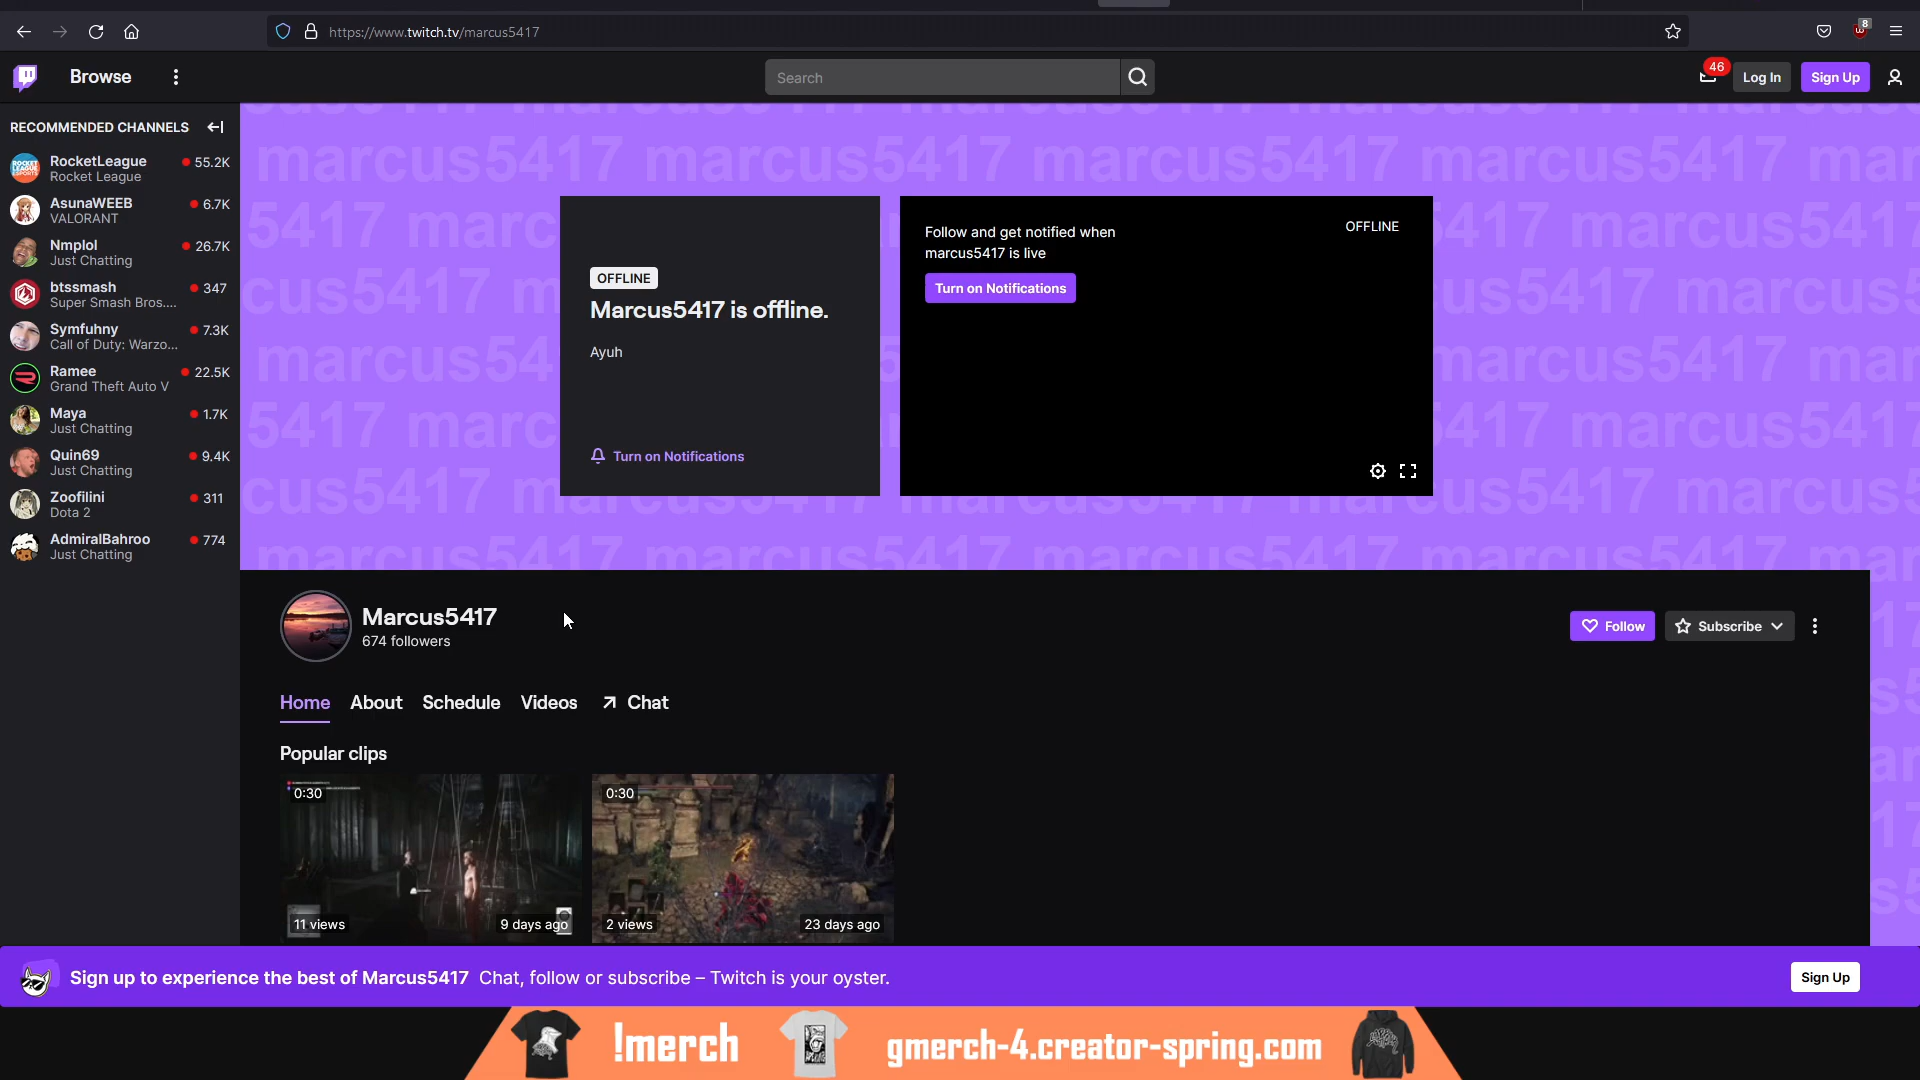 https://www.twitch.tv/marcus5417
8
Browse
Search
46
Log In
Sign Up
RECOMMENDED CHANNELS
RocketLeague
55.2K
Rocket League
AsunaWEEB
6.7K
VALORANT
Nmplol
26.7K
Just Chatting
btssmash
347
Super Smash Bros....
Symfuhny
7.3K
Call of Duty: Warzo...
Ramee
22.5K
Grand Theft Auto V
Maya
1.7K
Just Chatting
Quin69
9.4K
Just Chatting
Zoofilini
311
Dota 2
AdmiralBahroo
774
Just Chatting
marcus5417 marcus5417 marcus5417 marcus5417
OFFLINE
Marcus5417 is offline.
Ayuh
Turn on Notifications
Follow and get notified when
marcus5417 is live
Turn on Notifications
OFFLINE
Marcus5417
674 followers
Follow
Subscribe
Home
About
Schedule
Videos
Chat
Popular clips
0:30
11 views
9 days ago
0:30
2 views
23 days ago
Sign up to experience the best of Marcus5417 Chat, follow or subscribe – Twitch is your oyster.
Sign Up
!merch
gmerch-4.creator-spring.com